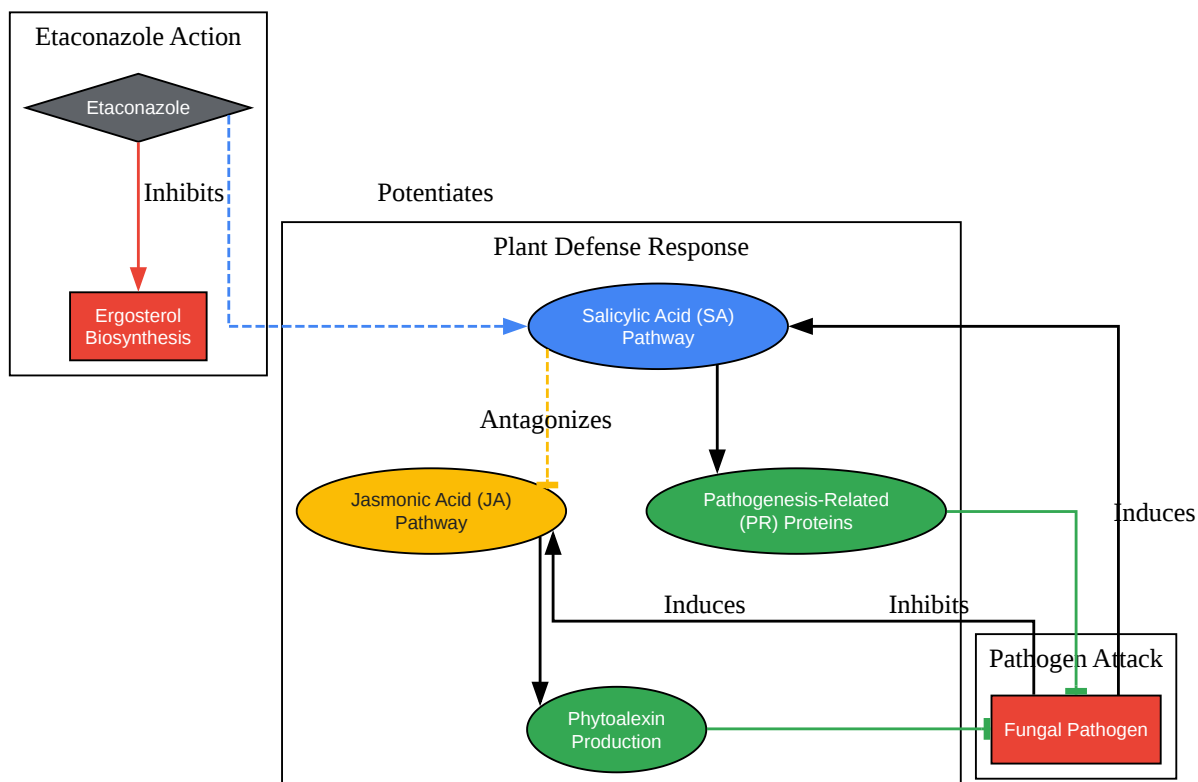 Etaconazole Action
Etaconazole
Inhibits
Potentiates
Plant Defense Response
Ergosterol
Biosynthesis
Salicylic Acid (SA)
Pathway
Antagonizes
Jasmonic Acid (JA)
Pathway
Pathogenesis-Related
(PR) Proteins
Induces
Induces
Inhibits
Pathogen Attack
Phytoalexin
Production
Fungal Pathogen